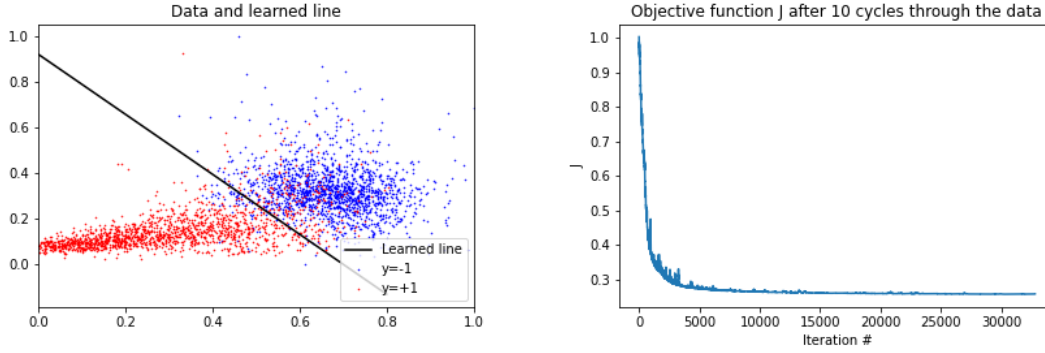 Data and learned line
1.0
0.8
0.6
0.4
0.2
0.0
0.0 0.2 0.4 0.6 0.8 1.0
Learned line
y=-1
y=+1
Objective function J after 10 cycles through the data
J
1.0
0.9
0.8
0.7
0.6
0.5
0.4
0.3
0 5000 10000 15000 20000 25000 30000
Iteration #